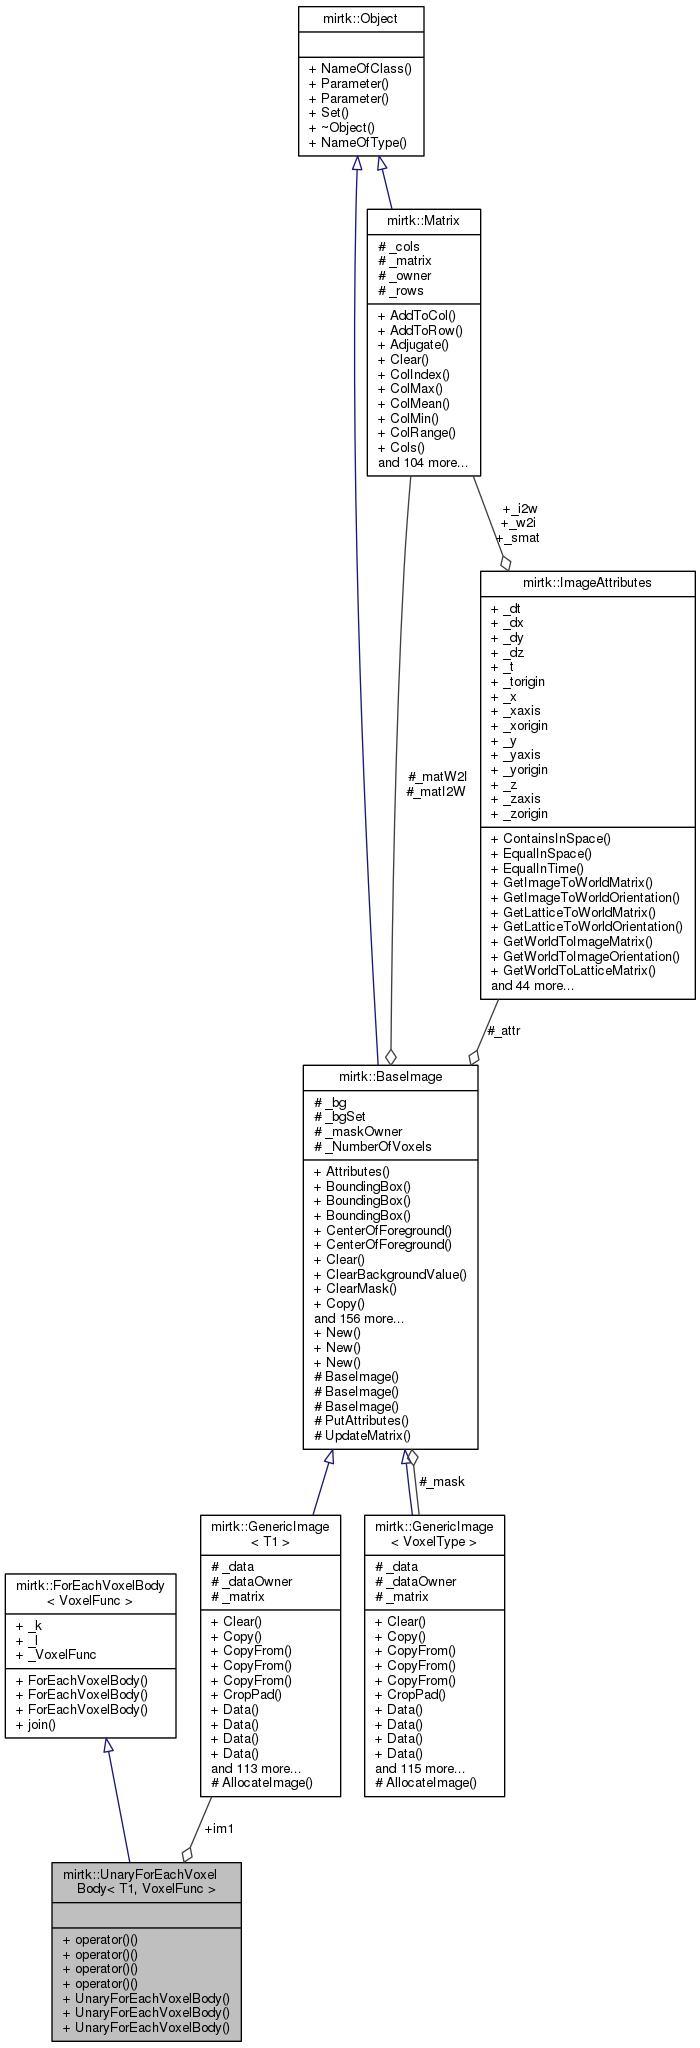 mirtk::Object
+ NameOfClass()
+ Parameter()
+ Parameter()
+ Set()
+ ~Object()
+ NameOfType()
mirtk::Matrix
# _cols
# _matrix
# _owner
# _rows
+ AddToCol()
+ AddToRow()
+ Adjugate()
+ Clear()
+ ColIndex()
+ ColMax()
+ ColMean()
+ ColMin()
+ ColRange()
+ Cols()
and 104 more...
+_i2w
+_w2i
+_smat
mirtk::ImageAttributes
+ _dt
+ _dx
+ _dy
+ _dz
+ _t
+ _torigin
+ _x
+ _xaxis
+ _xorigin
+ _y
+ _yaxis
+ _yorigin
+ _z
+ _zaxis
+ _zorigin
+ ContainsInSpace()
+ EqualInSpace()
+ EqualInTime()
+ GetImageToWorldMatrix()
+ GetImageToWorldOrientation()
+ GetLatticeToWorldMatrix()
+ GetLatticeToWorldOrientation()
+ GetWorldToImageMatrix()
+ GetWorldToImageOrientation()
+ GetWorldToLatticeMatrix()
and 44 more...
#_matW2I
#_matI2W
#_attr
mirtk::BaseImage
# _bg
# _bgSet
# _maskOwner
# _NumberOfVoxels
+ Attributes()
+ BoundingBox()
+ BoundingBox()
+ BoundingBox()
+ CenterOfForeground()
+ CenterOfForeground()
+ Clear()
+ ClearBackgroundValue()
+ ClearMask()
+ Copy()
and 156 more...
+ New()
+ New()
+ New()
# BaseImage()
# BaseImage()
# BaseImage()
# PutAttributes()
# UpdateMatrix()
#_mask
mirtk::GenericImage
< T1 >
# _data
# _dataOwner
# _matrix
+ Clear()
+ Copy()
+ CopyFrom()
+ CopyFrom()
+ CopyFrom()
+ CropPad()
+ Data()
+ Data()
+ Data()
+ Data()
and 113 more...
# AllocateImage()
mirtk::GenericImage
< VoxelType >
# _data
# _dataOwner
# _matrix
+ Clear()
+ Copy()
+ CopyFrom()
+ CopyFrom()
+ CopyFrom()
+ CropPad()
+ Data()
+ Data()
+ Data()
+ Data()
and 115 more...
# AllocateImage()
mirtk::ForEachVoxelBody
< VoxelFunc >
+ _k
+ _l
+ _VoxelFunc
+ ForEachVoxelBody()
+ ForEachVoxelBody()
+ ForEachVoxelBody()
+ join()
+im1
mirtk::UnaryForEachVoxel
Body< T1, VoxelFunc >
+ operator()()
+ operator()()
+ operator()()
+ operator()()
+ UnaryForEachVoxelBody()
+ UnaryForEachVoxelBody()
+ UnaryForEachVoxelBody()